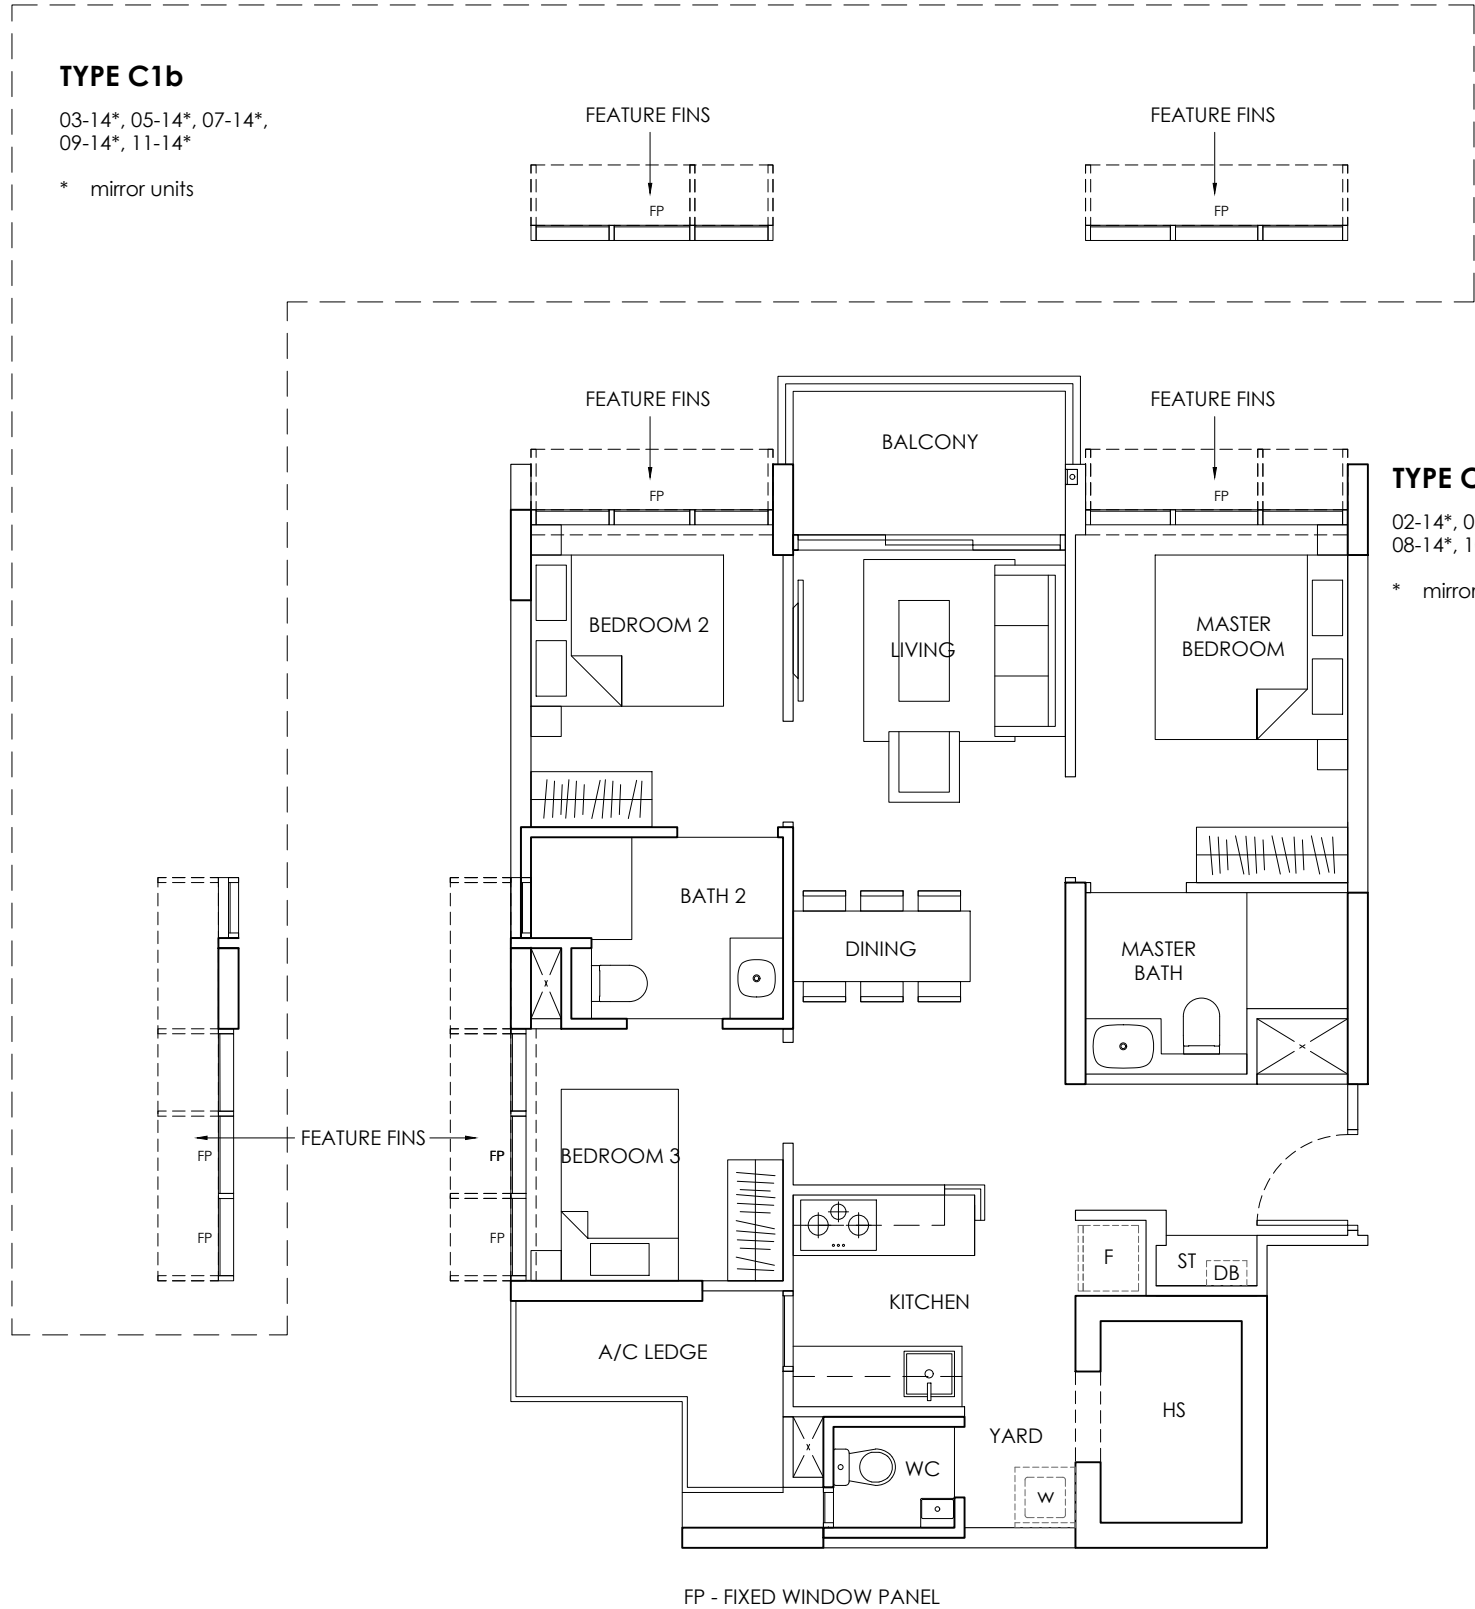 TYPE C1b
03-14*, 05-14*, 07-14*,
09-14*, 11-14*
* mirror units
FEATURE FINS
FEATURE FINS
FP
FP
FEATURE FINS
FEATURE FINS
BALCONY
FP
FP
TYPE C
02-14*, 0
08-14*, 1
* mirror
BEDROOM 2
LIVING
MASTER
BEDROOM
BATH 2
DINING
MASTER
BATH
FEATURE FINS
FP
FP
BEDROOM 3
FP
FP
F
ST
DB
KITCHEN
A/C LEDGE
HS
YARD
WC
W
FP - FIXED WINDOW PANEL